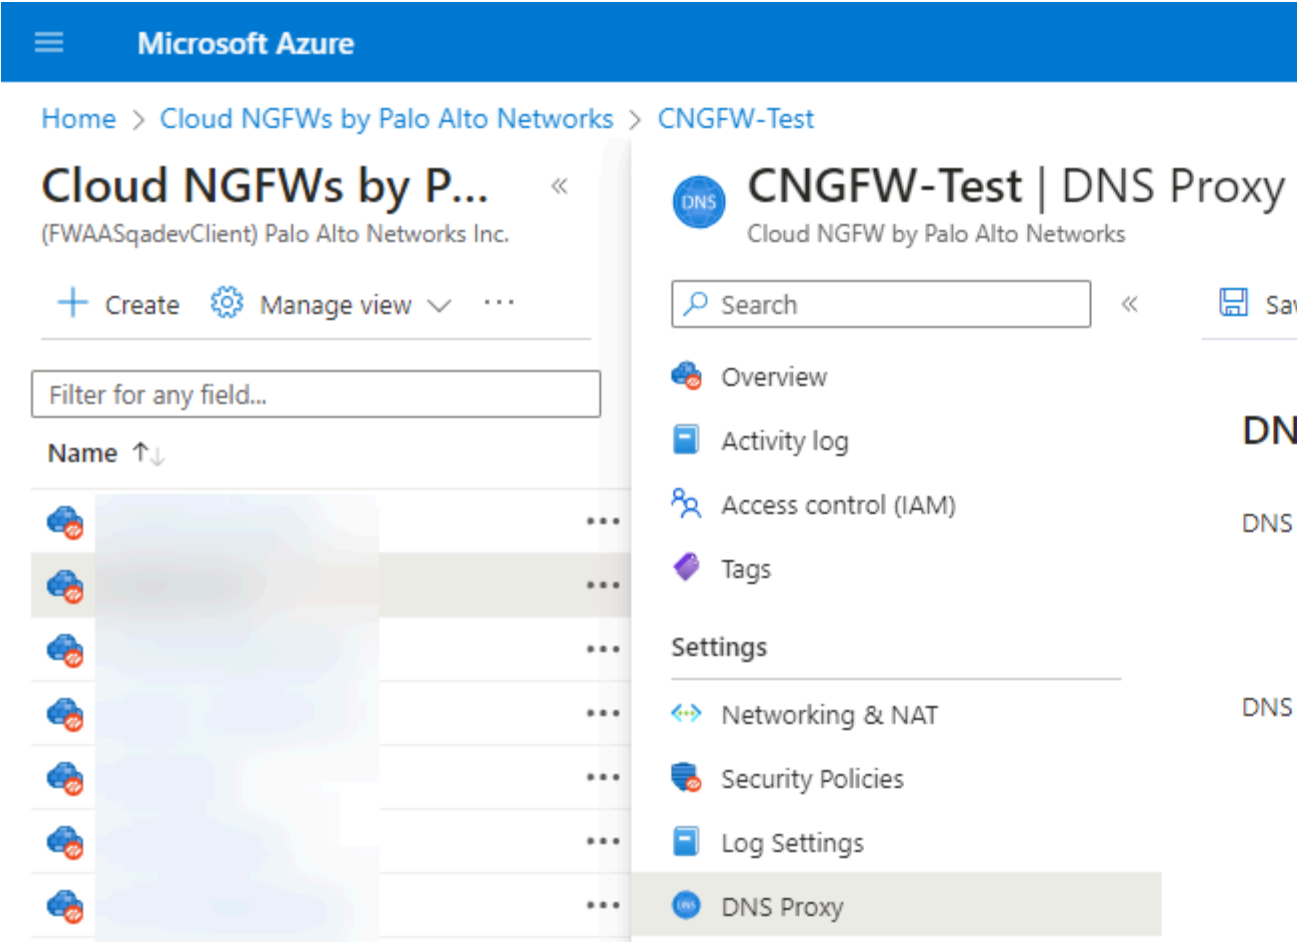 Microsoft Azure
Home > Cloud NGFWs by Palo Alto Networks > CNGFW-Test
Cloud NGFWs by P...
(FWAASqadevClient) Palo Alto Networks Inc.
Create Manage view ...
Filter for any field...
Name
DNS
CNGFW-Test | DNS Proxy
Cloud NGFW by Palo Alto Networks
Search
Overview
Activity log
Access control (IAM)
Tags
Settings
Networking & NAT
Security Policies
Log Settings
DNS Proxy
DNS
DNS